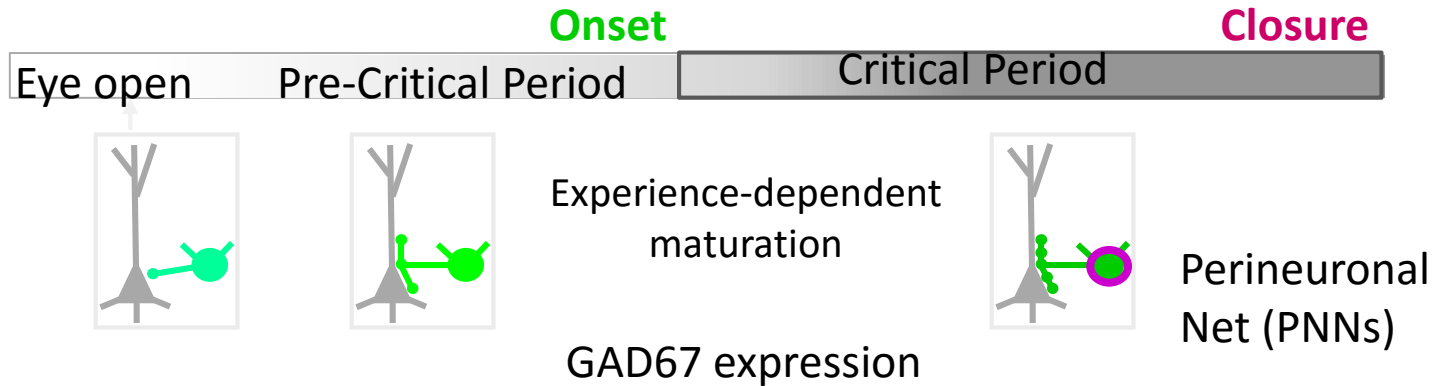 Onset
Closure
Eye open
Pre-Critical Period
Critical Period
Experience-dependent
maturation
Perineuronal
Net (PNNs)
GAD67 expression